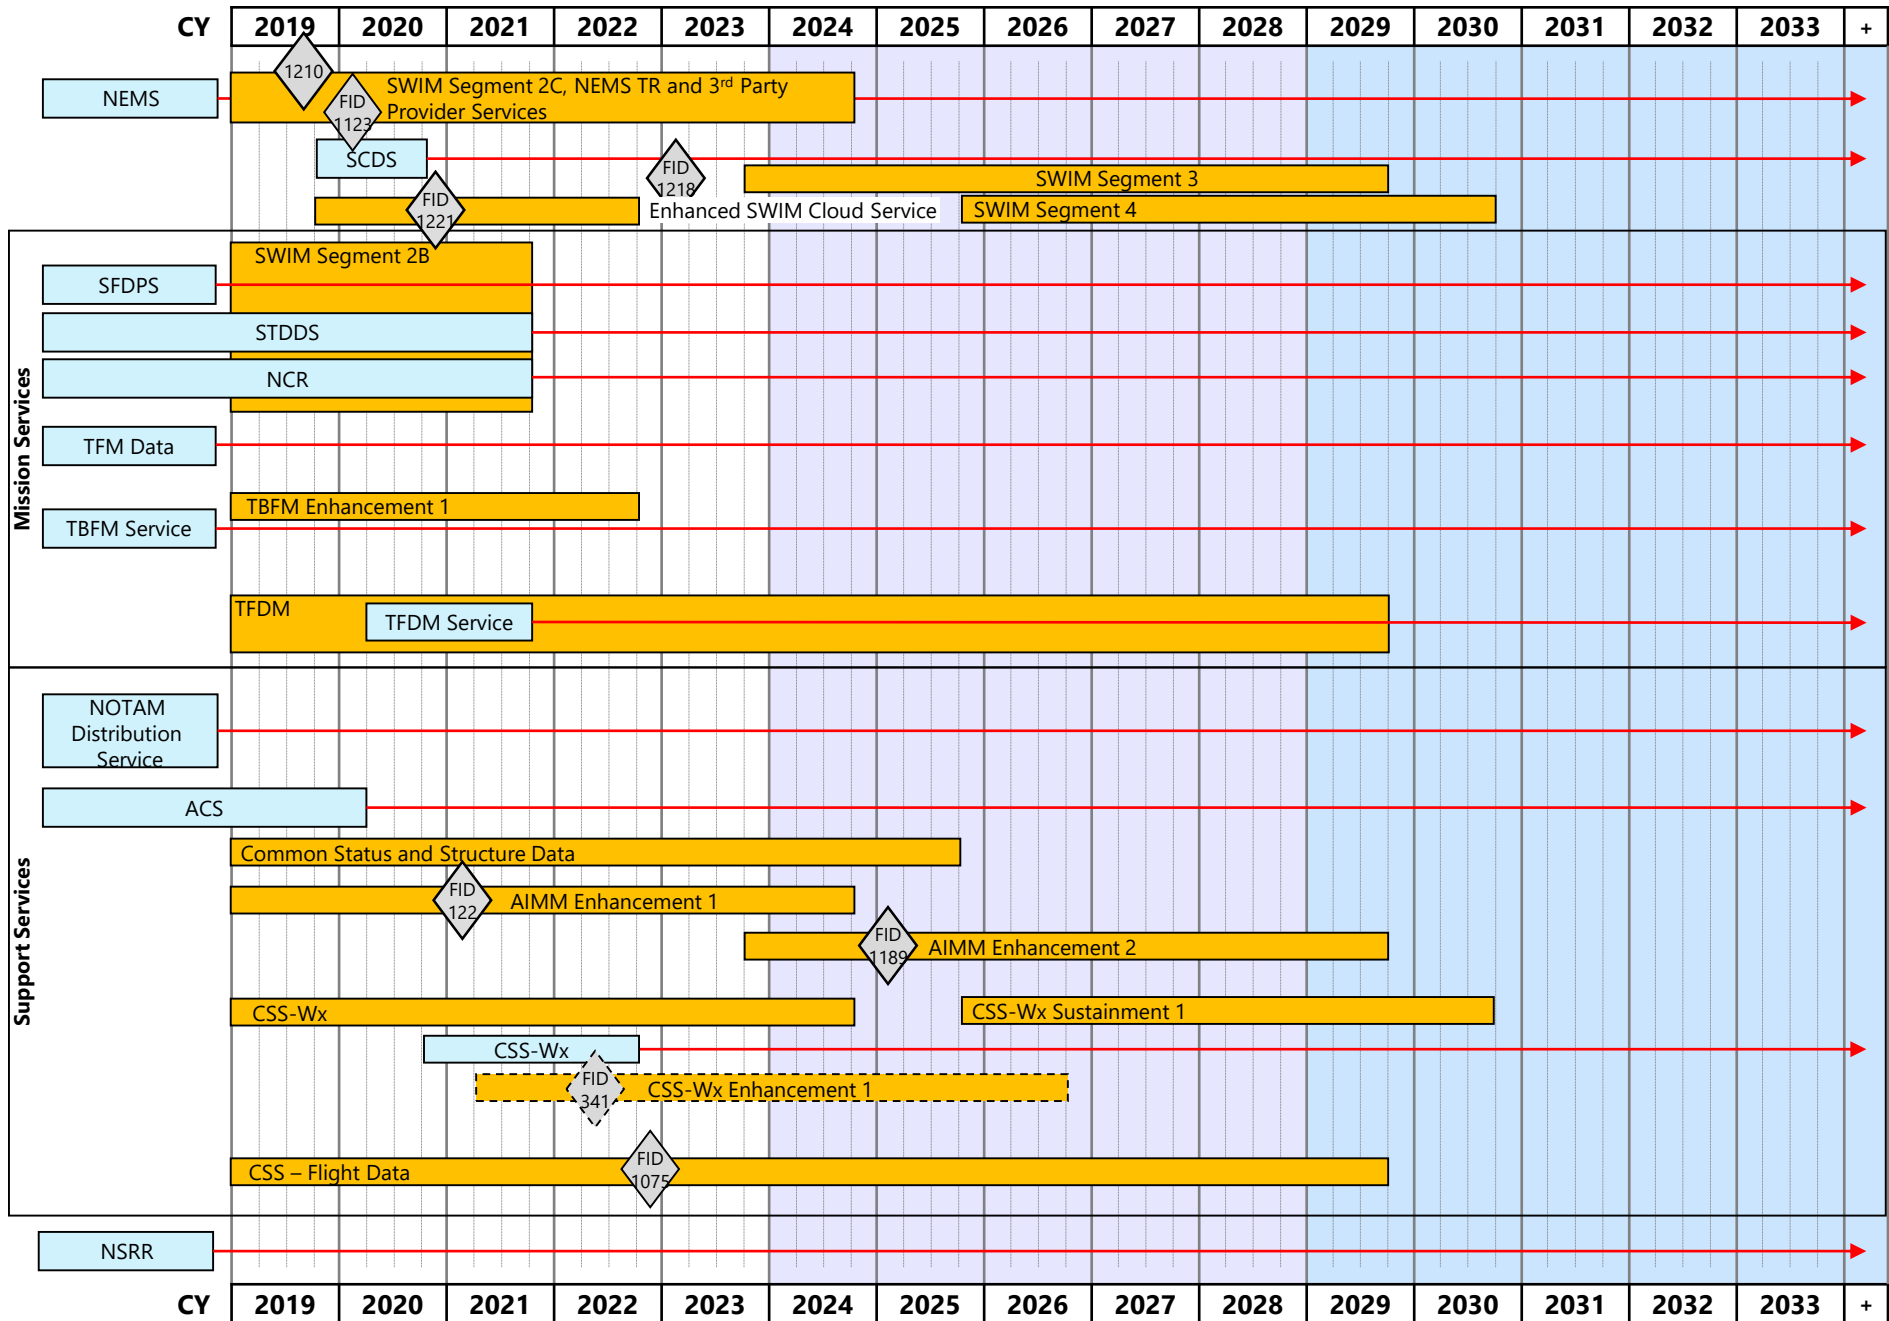 CY 2019 2020 2021 2022 2023 2024 2025 2026 2027 2028 2029 2030 2031 2032 2033 +
1210
NEMS
SWIM Segment 2C, NEMS TR and 3rd Party
Provider Services
FID
1123
SCDS
FID
1218
SWIM Segment 3
FID
1221
Enhanced SWIM Cloud Service
SWIM Segment 4
Mission Services
SWIM Segment 2B
SFDPS
STDDS
NCR
TFM Data
TBFM Enhancement 1
TBFM Service
TFDM
TFDM Service
Support Services
NOTAM
Distribution
Service
ACS
Common Status and Structure Data
FID
122
AIMM Enhancement 1
FID
1189
AIMM Enhancement 2
CSS-Wx
CSS-Wx Sustainment 1
CSS-Wx
FID
341
CSS-Wx Enhancement 1
FID
1075
CSS – Flight Data
NSRR
CY 2019 2020 2021 2022 2023 2024 2025 2026 2027 2028 2029 2030 2031 2032 2033 +